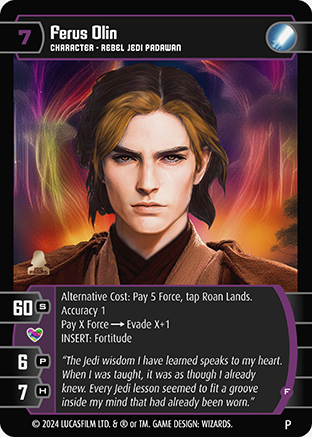 7
Ferus Olin
CHARACTER - REBEL JEDI PADAWAN
60 S
Alternative Cost: Pay 5 Force, tap Roan Lands.
Accuracy 1
Pay X Force → Evade X+1
INSERT: Fortitude
6 P
7 H
“The Jedi wisdom I have learned speaks to my heart.
When I was taught, it was as though I already
knew. Every Jedi lesson seemed to fit a groove
inside my mind that had already been worn.”
F
© 2024 LUCASFILM LTD. & ® or TM. GAME DESIGN: WIZARDS.
P